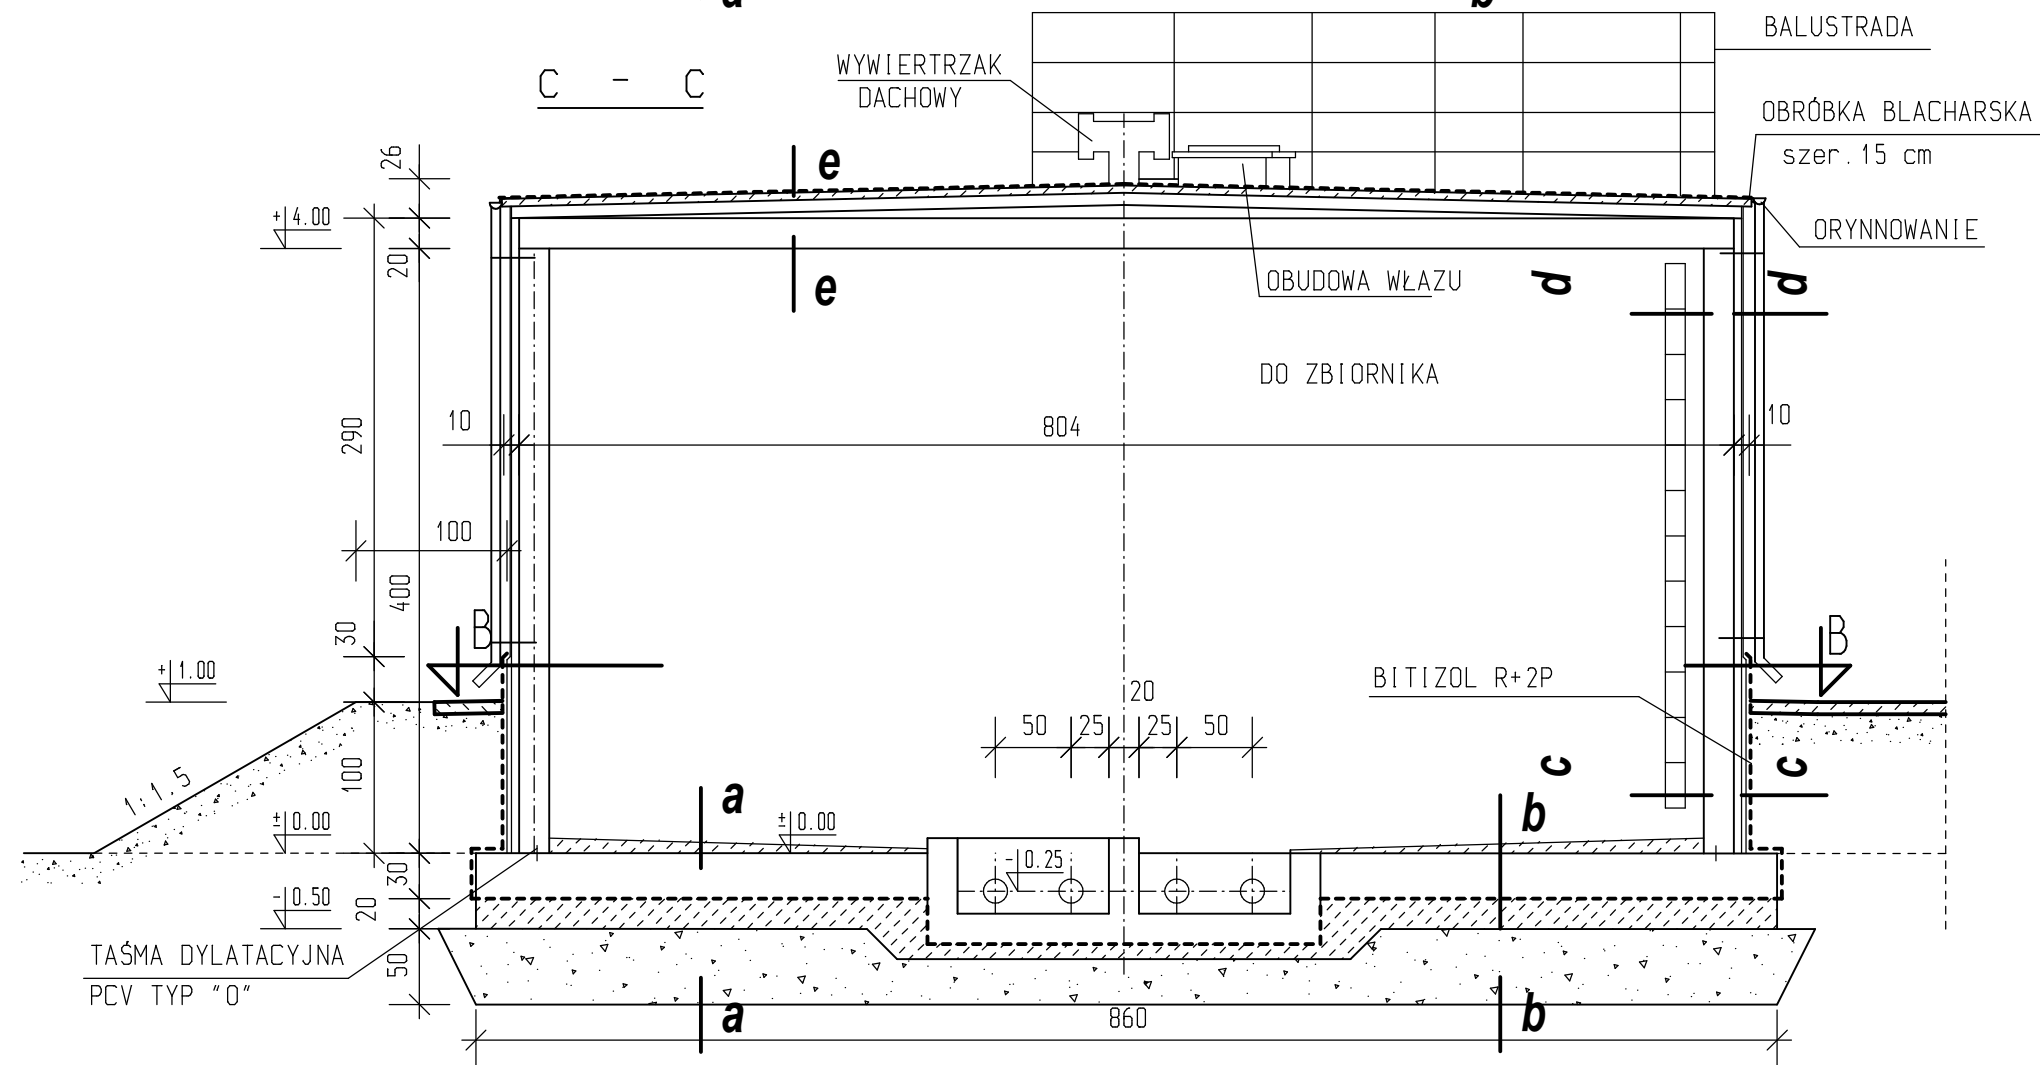 BALUSTRADA
C - C
WYWIERTRZAK
DACHOWY
OBRÓBKA BLACHARSKA
szer. 15 cm
26
e
+4.00
ORYNNOWANIE
20
e
OBUDOWA WŁAZU
d
d
DO ZBIORNIKA
290
10
804
10
100
400
30
B
B
+1.00
BITIZOL R+2P
20
50
25
25
50
1:1.5
100
c
c
a
b
±0.00
±0.00
-0.25
30
-0.50
20
TAŚMA DYLATACYJNA
PCV TYP "O"
50
a
860
b